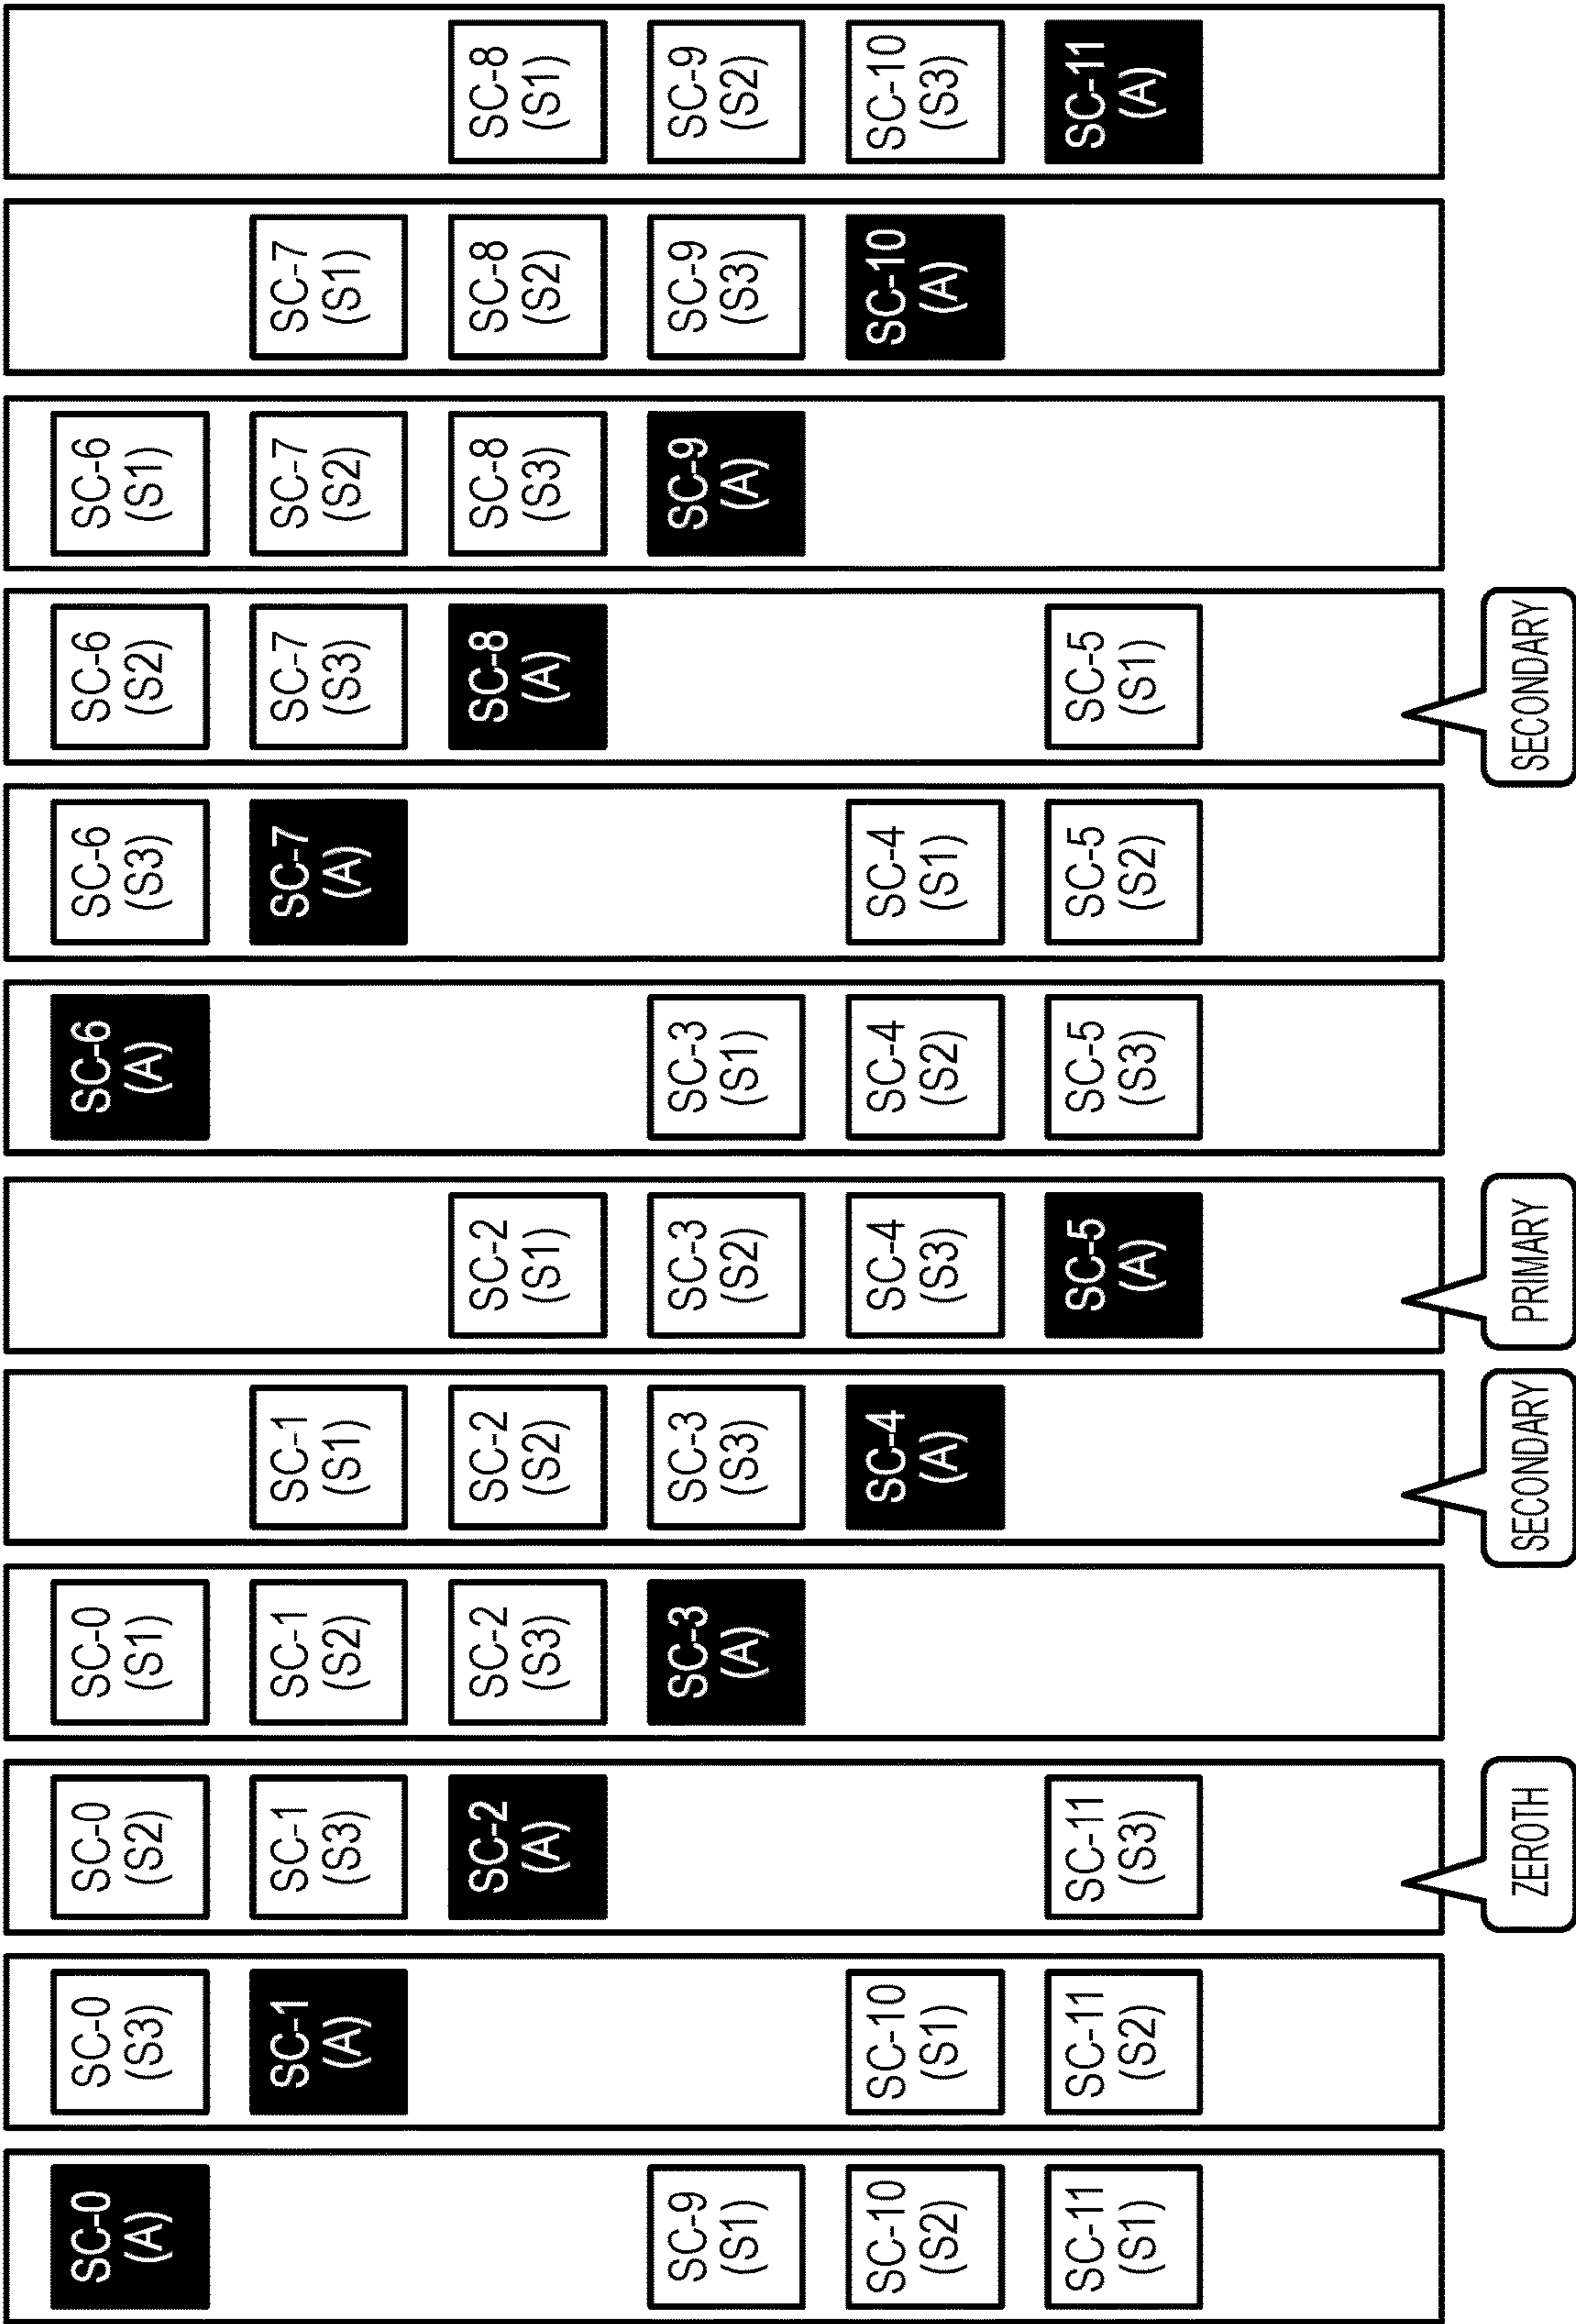 SC-0
(A)
SC-9
(S1)
SC-10
(S2)
SC-11
(S1)
SC-0
(S3)
SC-1
(A)
SC-10
(S1)
SC-11
(S2)
SC-0
(S2)
SC-1
(S3)
SC-2
(A)
SC-11
(S3)
ZEROTH
SC-0
(S1)
SC-1
(S2)
SC-2
(S3)
SC-3
(A)
SC-1
(S1)
SC-2
(S2)
SC-3
(S3)
SC-4
(A)
SECONDARY
SC-2
(S1)
SC-3
(S2)
SC-4
(S3)
SC-5
(A)
PRIMARY
SC-6
(A)
SC-3
(S1)
SC-4
(S2)
SC-5
(S3)
SC-6
(S3)
SC-7
(A)
SC-4
(S1)
SC-5
(S2)
SC-6
(S2)
SC-7
(S3)
SC-8
(A)
SC-5
(S1)
SECONDARY
SC-6
(S1)
SC-7
(S2)
SC-8
(S3)
SC-9
(A)
SC-7
(S1)
SC-8
(S2)
SC-9
(S3)
SC-10
(A)
SC-8
(S1)
SC-9
(S2)
SC-10
(S3)
SC-11
(A)